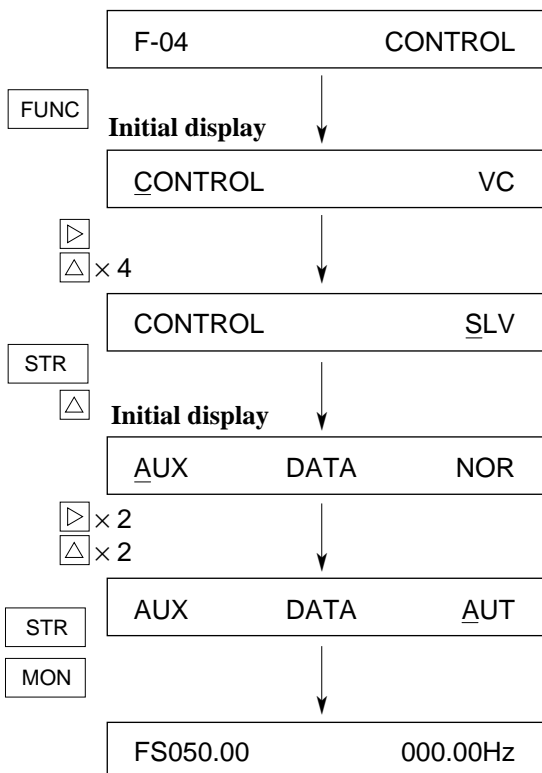 F-04 CONTROL
FUNC
Initial display
CONTROL VC
▷
△ × 4
CONTROL SLV
STR
△
Initial display
AUX DATA NOR
▷ × 2
△ × 2
AUX DATA AUT
STR
MON
FS050.00 000.00Hz